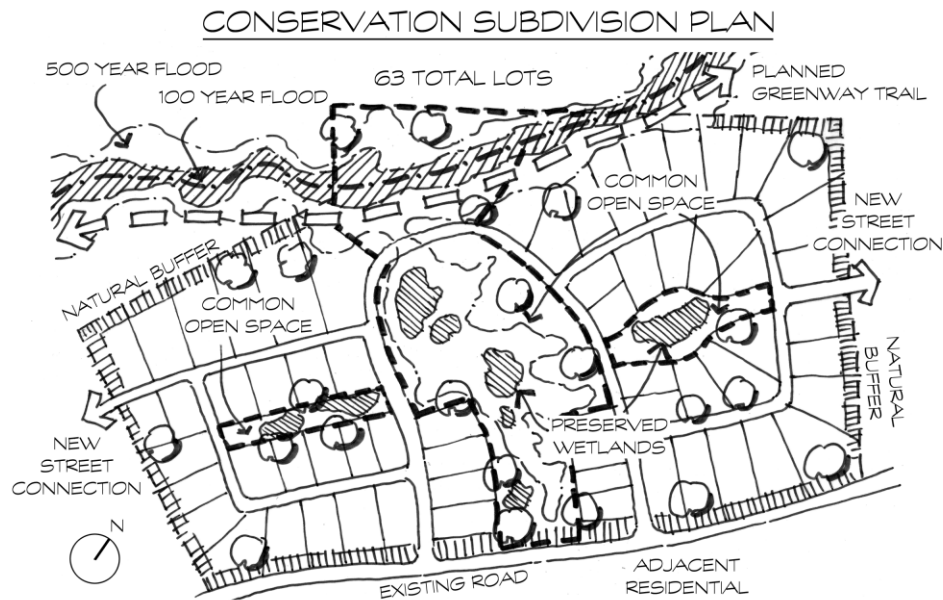 CONSERVATION SUBDIVISION PLAN
500 YEAR FLOOD
63 TOTAL LOTS
100 YEAR FLOOD
PLANNED
GREENWAY TRAIL
COMMON
OPEN SPACE
NEW
STREET
CONNECTION
NATURAL BUFFER
COMMON
OPEN SPACE
NATURAL
BUFFER
PRESERVED
WETLANDS
NEW
STREET
CONNECTION
N
EXISTING ROAD
ADJACENT
RESIDENTIAL